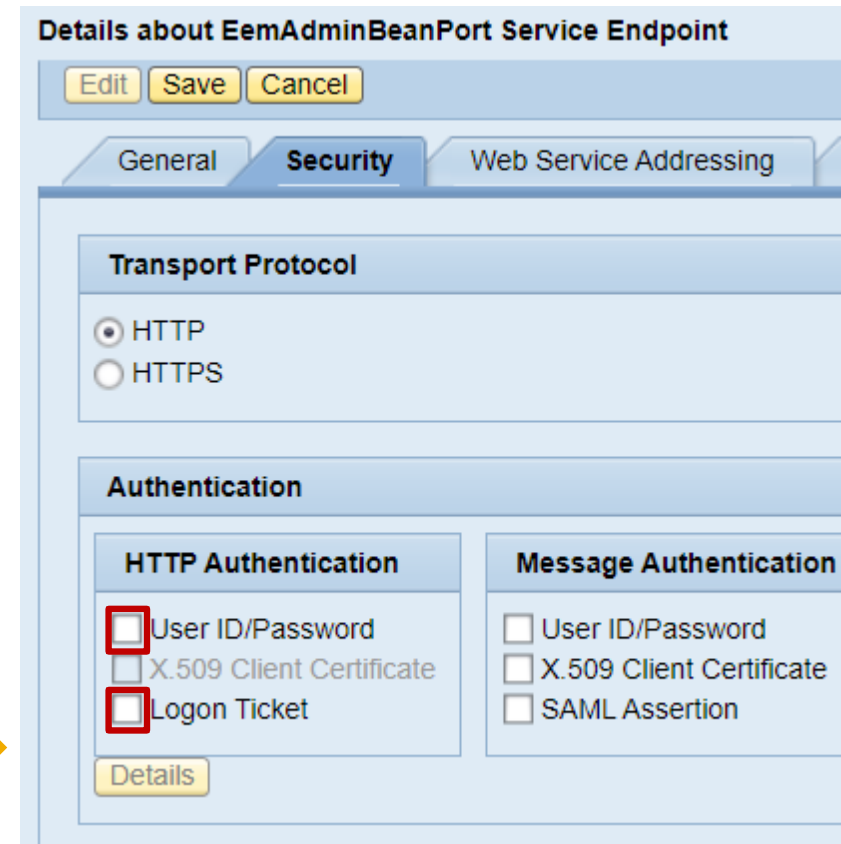 Details about EemAdminBeanPort Service Endpoint
Edit Save Cancel
General Security Web Service Addressing
Transport Protocol
HTTP
HTTPS
Authentication
HTTP Authentication
User ID/Password
X.509 Client Certificate
Logon Ticket
Message Authentication
User ID/Password
X.509 Client Certificate
SAML Assertion
Details